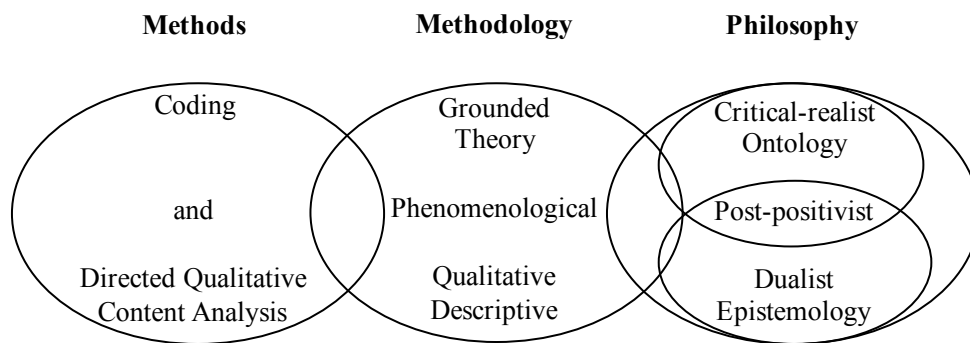 Methods
Methodology
Philosophy
Coding
and
Directed Qualitative
Content Analysis
Grounded
Theory
Phenomenological
Qualitative
Descriptive
Critical-realist
Ontology
Post-positivist
Dualist
Epistemology